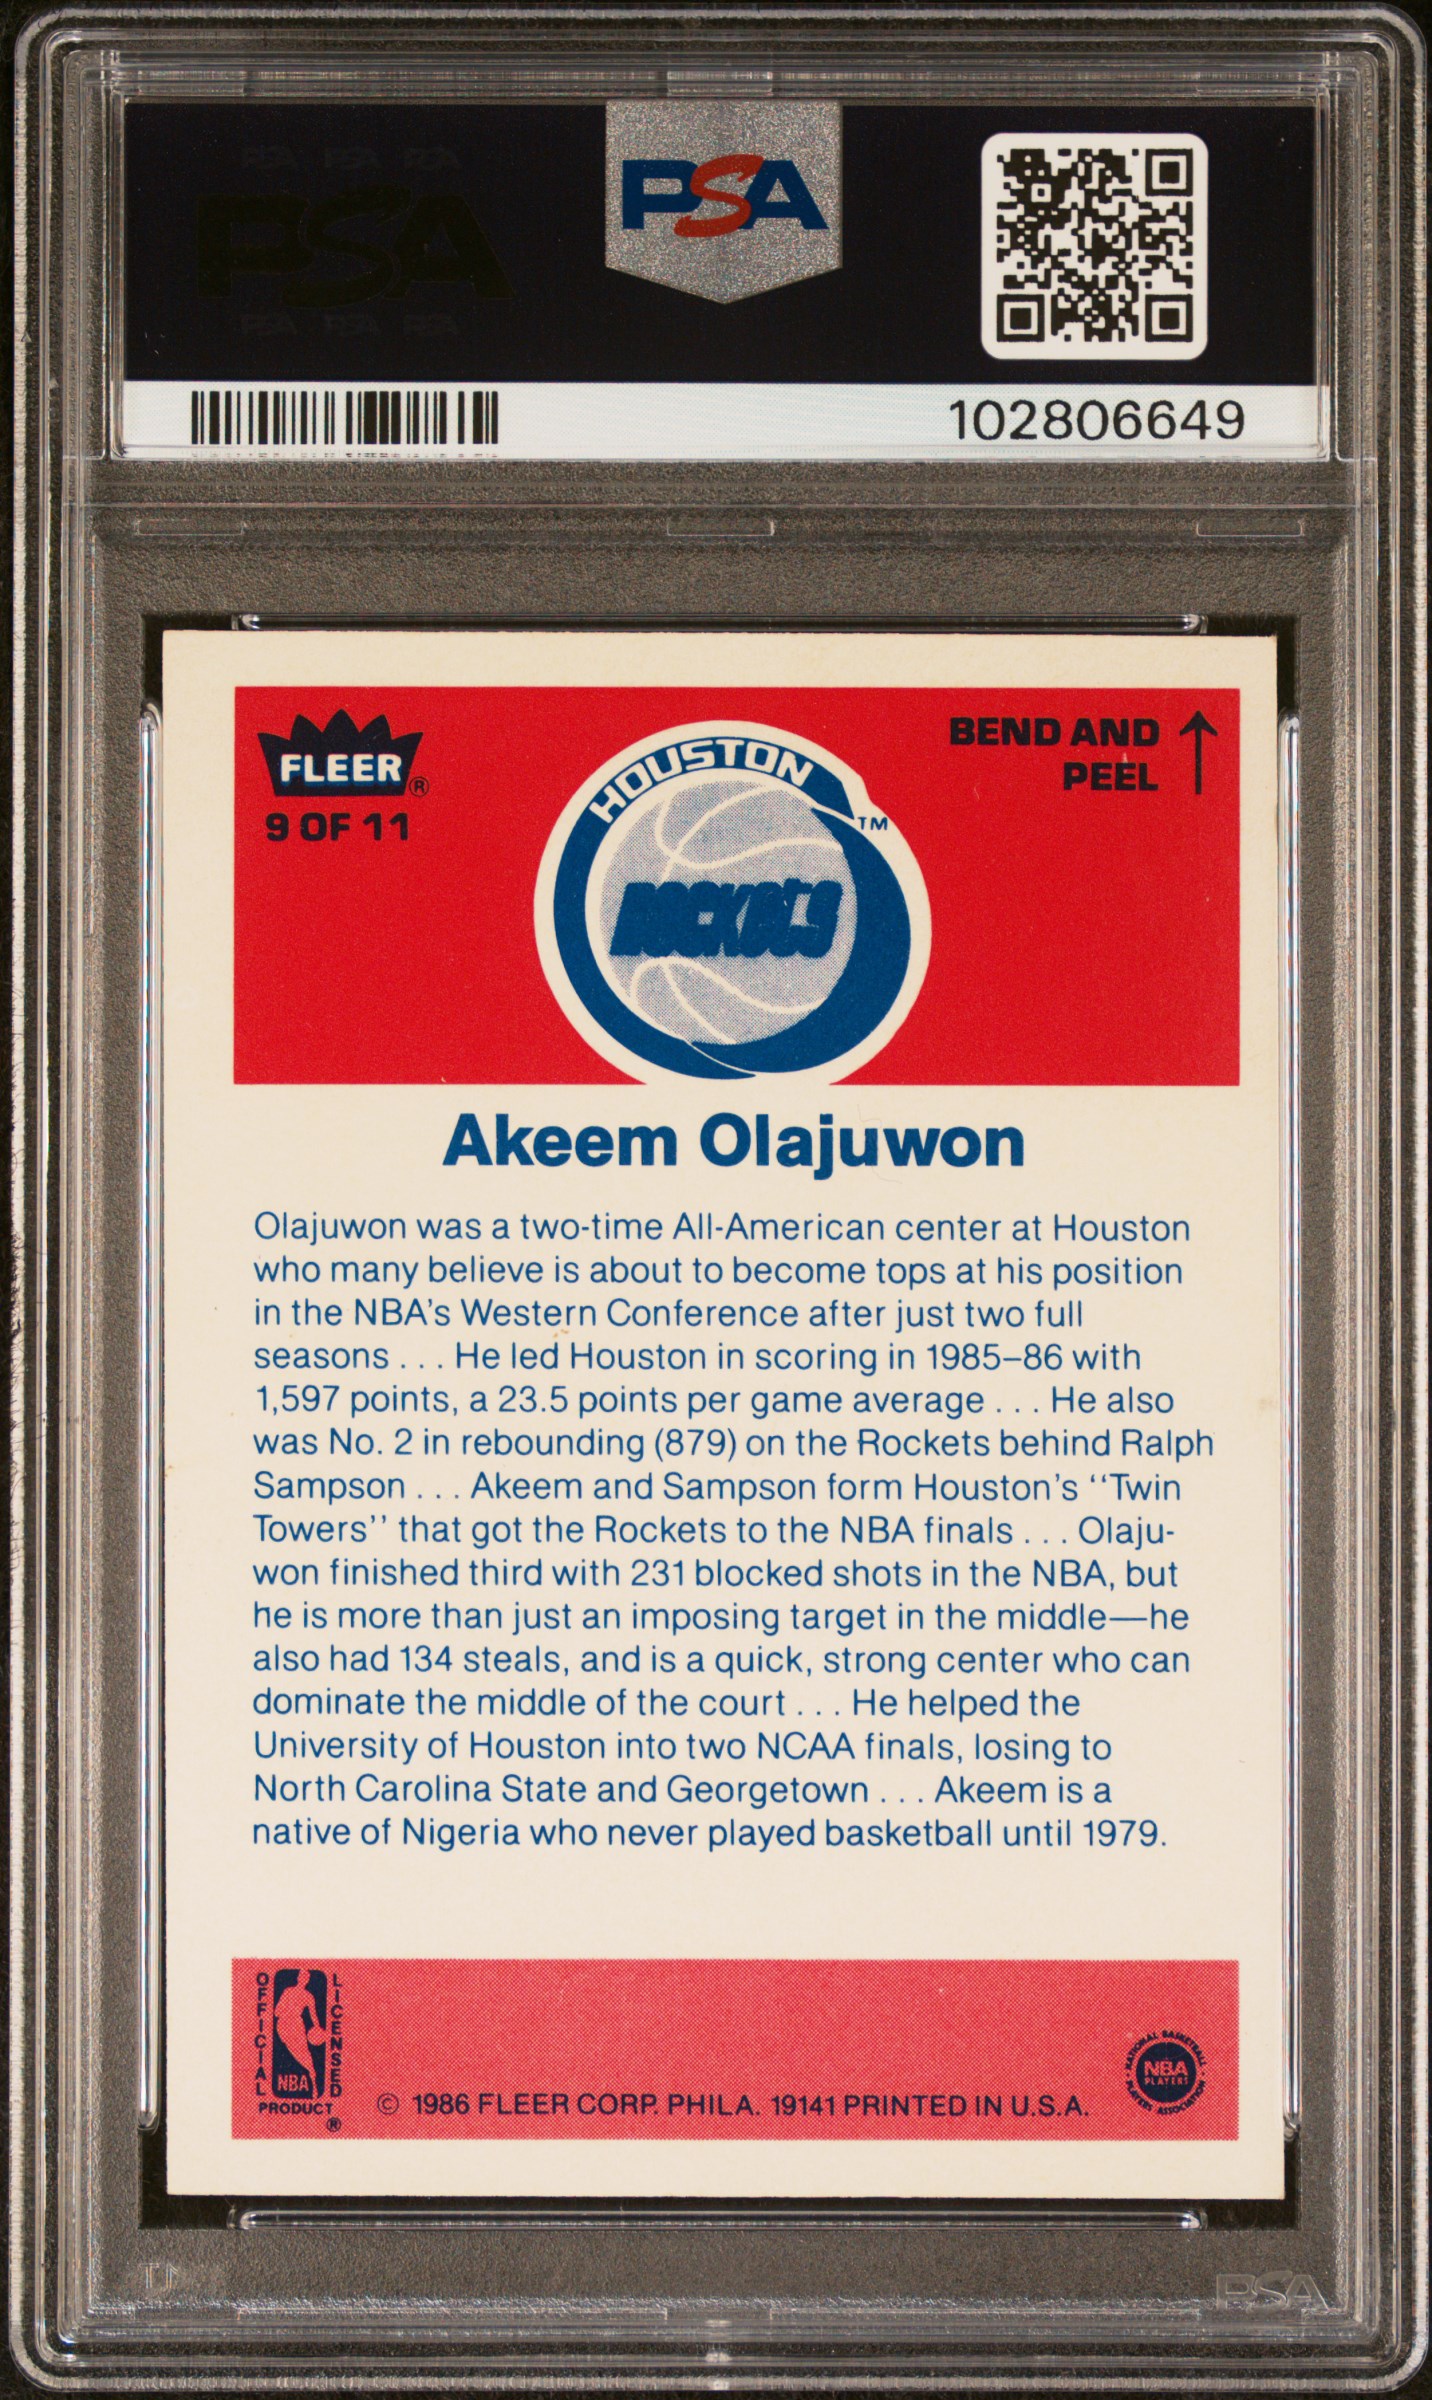 PSA
102806649
FLEER®
9 OF 11
HOUSTON
ROCKETS
TM
BEND AND
PEEL
Akeem Olajuwon
Olajuwon was a two-time All-American center at Houston
who many believe is about to become tops at his position
in the NBA's Western Conference after just two full
seasons . . . He led Houston in scoring in 1985–86 with
1,597 points, a 23.5 points per game average . . . He also
was No. 2 in rebounding (879) on the Rockets behind Ralph
Sampson . . . Akeem and Sampson form Houston's "Twin
Towers" that got the Rockets to the NBA finals . . . Olaju-
won finished third with 231 blocked shots in the NBA, but
he is more than just an imposing target in the middle—he
also had 134 steals, and is a quick, strong center who can
dominate the middle of the court . . . He helped the
University of Houston into two NCAA finals, losing to
North Carolina State and Georgetown . . . Akeem is a
native of Nigeria who never played basketball until 1979.
OFFICIAL LICENSED
NBA
PRODUCT®
© 1986 FLEER CORP. PHILA. 19141 PRINTED IN U.S.A.
NATIONAL BASKETBALL
NBA
PLAYERS
PLAYERS ASSOCIATION
PSA